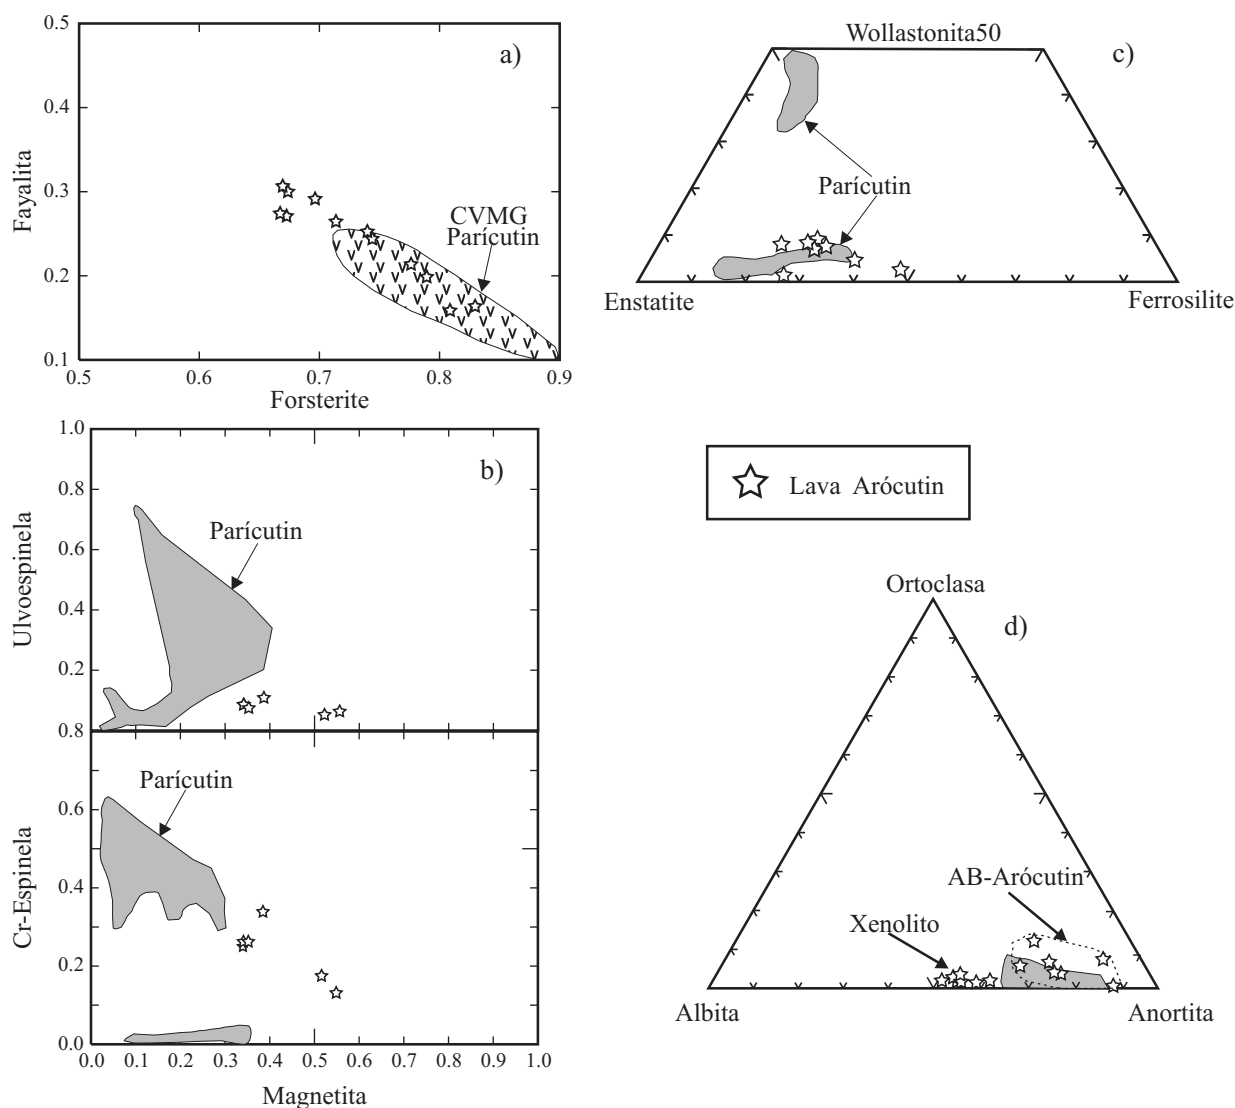 a)
0.5
0.4
0.3
0.2
0.1
Fayalita
CVMG
Parícutin
0.5 0.6 0.7 0.8 0.9
Forsterite
c)
Wollastonita50
Parícutin
Enstatite
Ferrosilite
b)
1.0
0.8
0.6
0.4
0.2
0.8
Ulvoespinela
Parícutin
Parícutin
0.6
0.4
0.2
0.0
Cr-Espinela
0.0 0.1 0.2 0.3 0.4 0.5 0.6 0.7 0.8 0.9 1.0
Magnetita
Lava Arócutin
d)
Ortoclasa
AB-Arócutin
Xenolito
Albita
Anortita